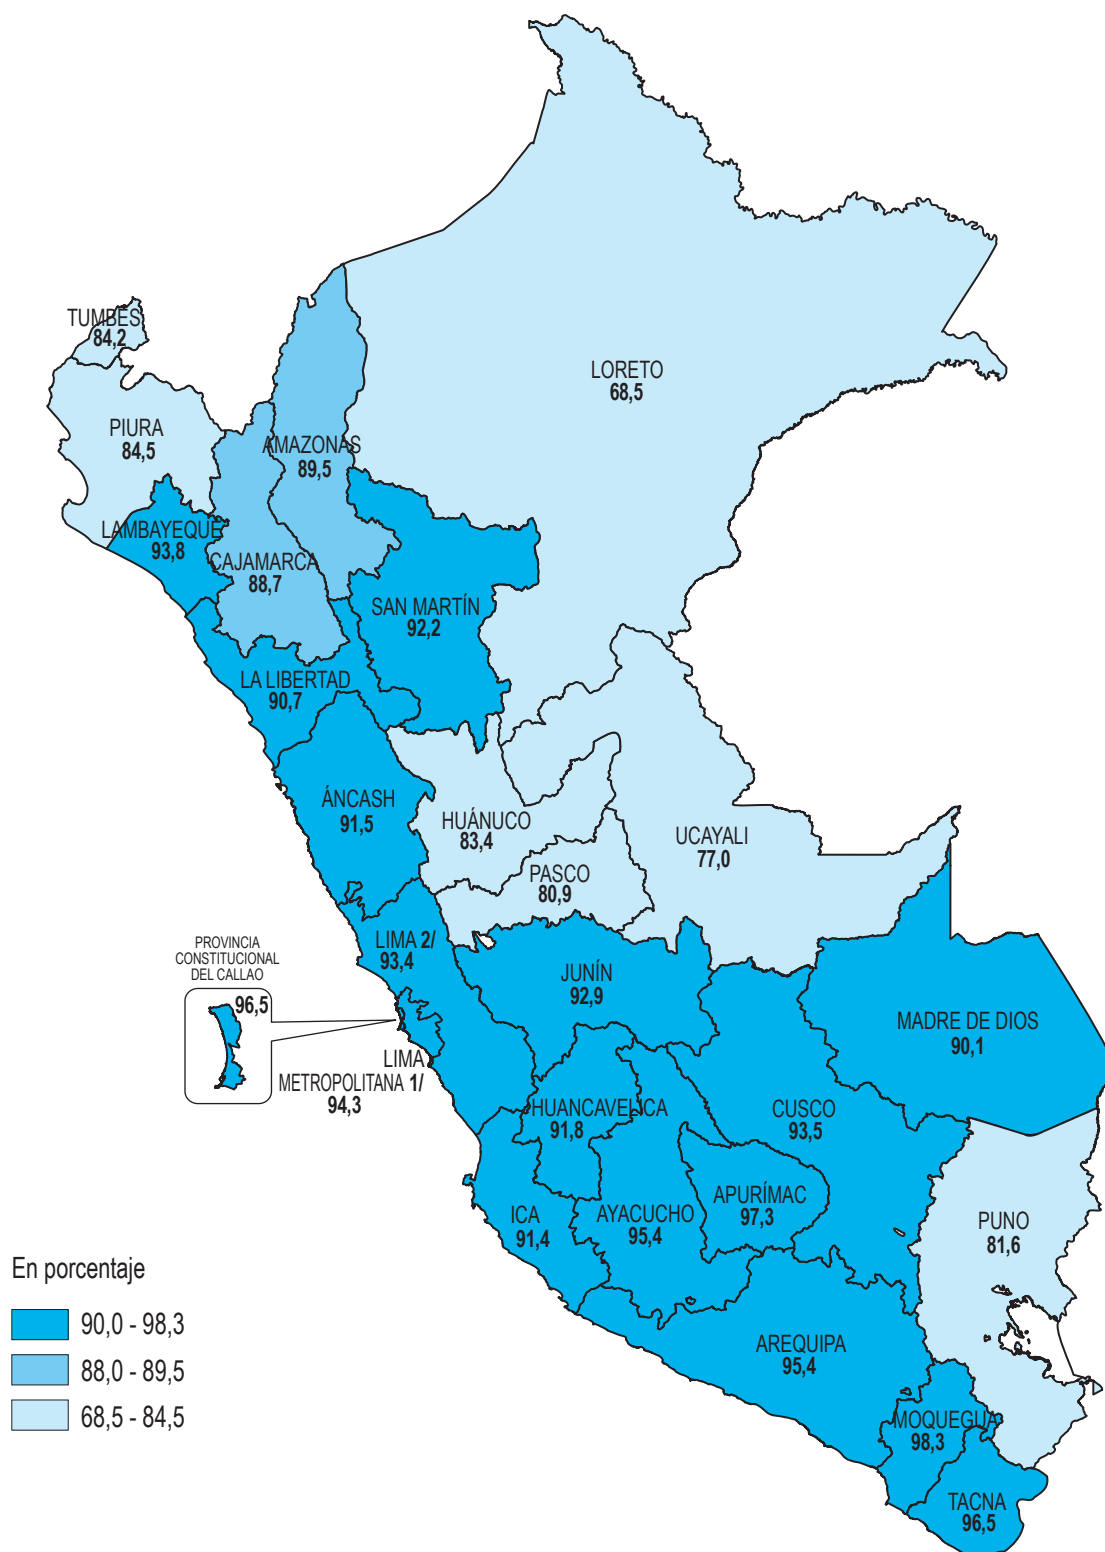 TUMBES
84,2
PIURA
84,5
LORETO
68,5
AMAZONAS
89,5
LAMBAYEQUE
93,8
CAJAMARCA
88,7
SAN MARTÍN
92,2
LA LIBERTAD
90,7
ÁNCASH
91,5
HUÁNUCO
83,4
UCAYALI
77,0
PASCO
80,9
LIMA 2/
93,4
PROVINCIA
CONSTITUCIONAL
DEL CALLAO
96,5
JUNÍN
92,9
MADRE DE DIOS
90,1
LIMA
METROPOLITANA 1/
94,3
HUANCAVELICA
91,8
CUSCO
93,5
APURÍMAC
97,3
ICA
91,4
AYACUCHO
95,4
PUNO
81,6
AREQUIPA
95,4
MOQUEGUA
98,3
TACNA
96,5
En porcentaje
90,0 - 98,3
88,0 - 89,5
68,5 - 84,5